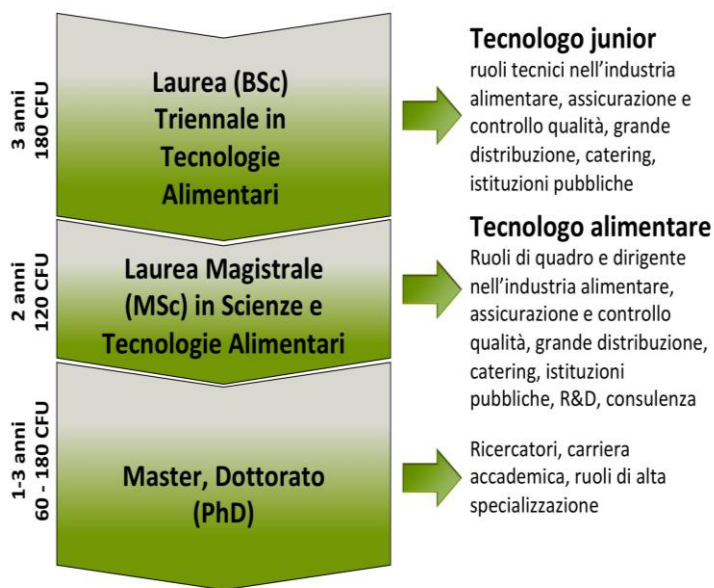 3 anni
180 CFU
Laurea (BSc)
Triennale in
Tecnologie
Alimentari
Tecnologo junior
ruoli tecnici nell'industria
alimentare, assicurazione e
controllo qualità, grande
distribuzione, catering,
istituzioni pubbliche
2 anni
120 CFU
Laurea Magistrale
(MSc) in Scienze e
Tecnologie Alimentari
Tecnologo alimentare
Ruoli di quadro e dirigente
nell'industria alimentare,
assicurazione e controllo
qualità, grande distribuzione,
catering, istituzioni
pubbliche, R&D, consulenza
1-3 anni
60 - 180 CFU
Master, Dottorato
(PhD)
Ricercatori, carriera
accademica, ruoli di alta
specializzazione